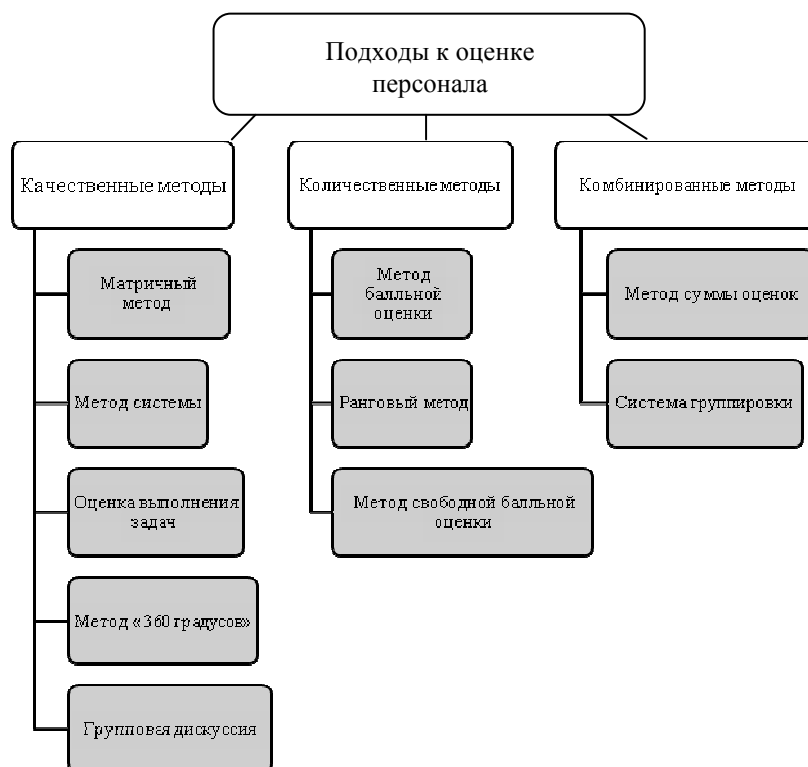 Подходы к оценке
персонала
Качественные методы
Матричный
метод
Метод системы
Оценка выполнения
задач
Метод «360 градусов»
Групповая дискуссия
Количественные методы
Метод
балльной
оценки
Ранговый метод
Метод свободной балльной
оценки
Комбинированные методы
Метод суммы оценок
Система группировки